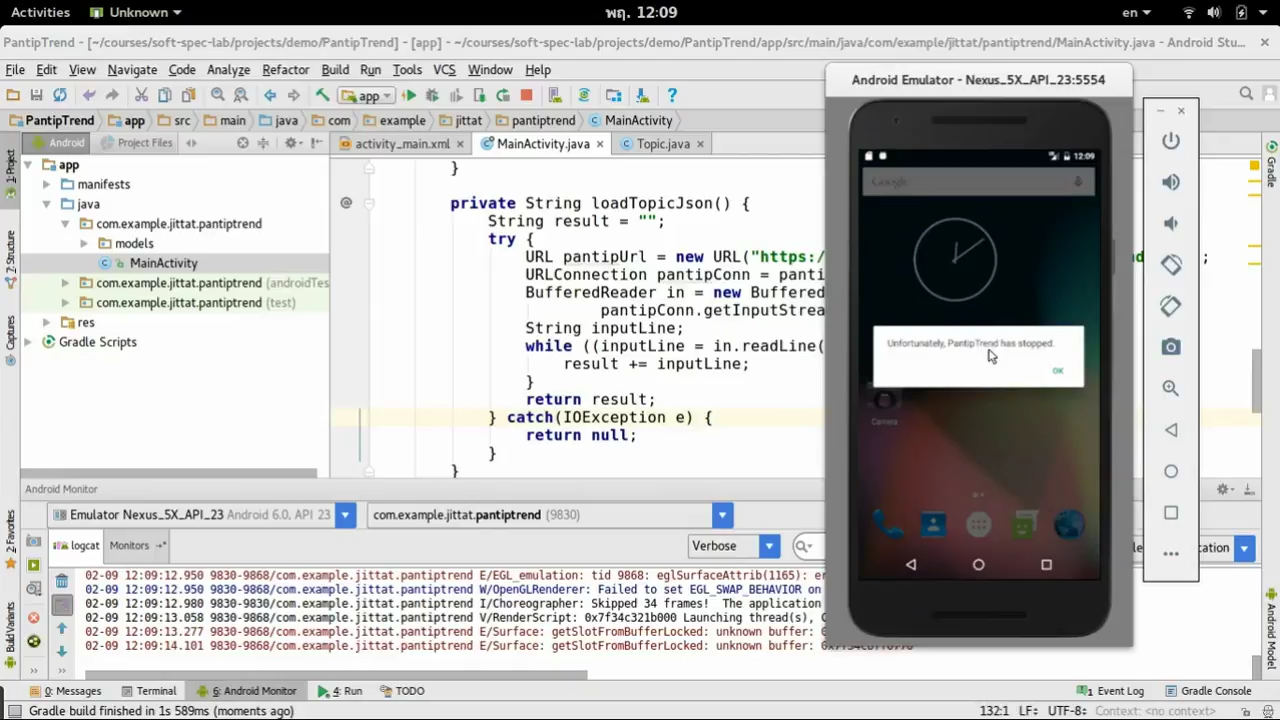 Activities Unknown พฤ. 12:09 en
PantipTrend - [~/courses/soft-spec-lab/projects/demo/PantipTrend] - [app] - ~/courses/soft-spec-lab/projects/demo/PantipTrend/app/src/main/java/com/example/jittat/pantiptrend/MainActivity.java - Android Stu...
File Edit View Navigate Code Analyze Refactor Build Run Tools VCS Window Help
Android Emulator - Nexus_5X_API_23:5554
app
PantipTrend app src main java com example jittat pantiptrend MainActivity
Android Project Files activity_main.xml MainActivity.java Topic.java
1: Project
Z: Structure
Captures
2: Favorites
Build Variants
Gradle
Android Model
app
manifests
java
com.example.jittat.pantiptrend
models
MainActivity
com.example.jittat.pantiptrend (androidTes
com.example.jittat.pantiptrend (test)
res
Gradle Scripts
}
private String loadTopicJson() {
String result = "";
try {
URL pantipUrl = new URL("https:/
;
URLConnection pantipConn = panti
BufferedReader in = new Buffered
pantipConn.getInputStrea
String inputLine;
while ((inputLine = in.readLine(
result += inputLine;
}
return result;
} catch(IOException e) {
return null;
}
}
12:09
Google
Unfortunately, PantipTrend has stopped.
OK
Camera
Android Monitor
Emulator Nexus_5X_API_23 Android 6.0, API 23 com.example.jittat.pantiptrend (9830)
logcat Monitors Verbose
02-09 12:09:12.950 9830-9868/com.example.jittat.pantiptrend E/EGL_emulation: tid 9868: eglSurfaceAttrib(1165): er
02-09 12:09:12.950 9830-9868/com.example.jittat.pantiptrend W/OpenGLRenderer: Failed to set EGL_SWAP_BEHAVIOR on
02-09 12:09:12.980 9830-9830/com.example.jittat.pantiptrend I/Choreographer: Skipped 34 frames! The application
02-09 12:09:13.058 9830-9868/com.example.jittat.pantiptrend V/RenderScript: 0x7f34c321b000 Launching thread(s),
02-09 12:09:13.277 9830-9868/com.example.jittat.pantiptrend E/Surface: getSlotFromBufferLocked: unknown buffer:
02-09 12:09:14.101 9830-9868/com.example.jittat.pantiptrend E/Surface: getSlotFromBufferLocked: unknown buffer:
0: Messages Terminal 6: Android Monitor 4: Run TODO 1 Event Log Gradle Console
Gradle build finished in 1s 589ms (moments ago) 132:1 LF÷ UTF-8÷ Context: <no context>